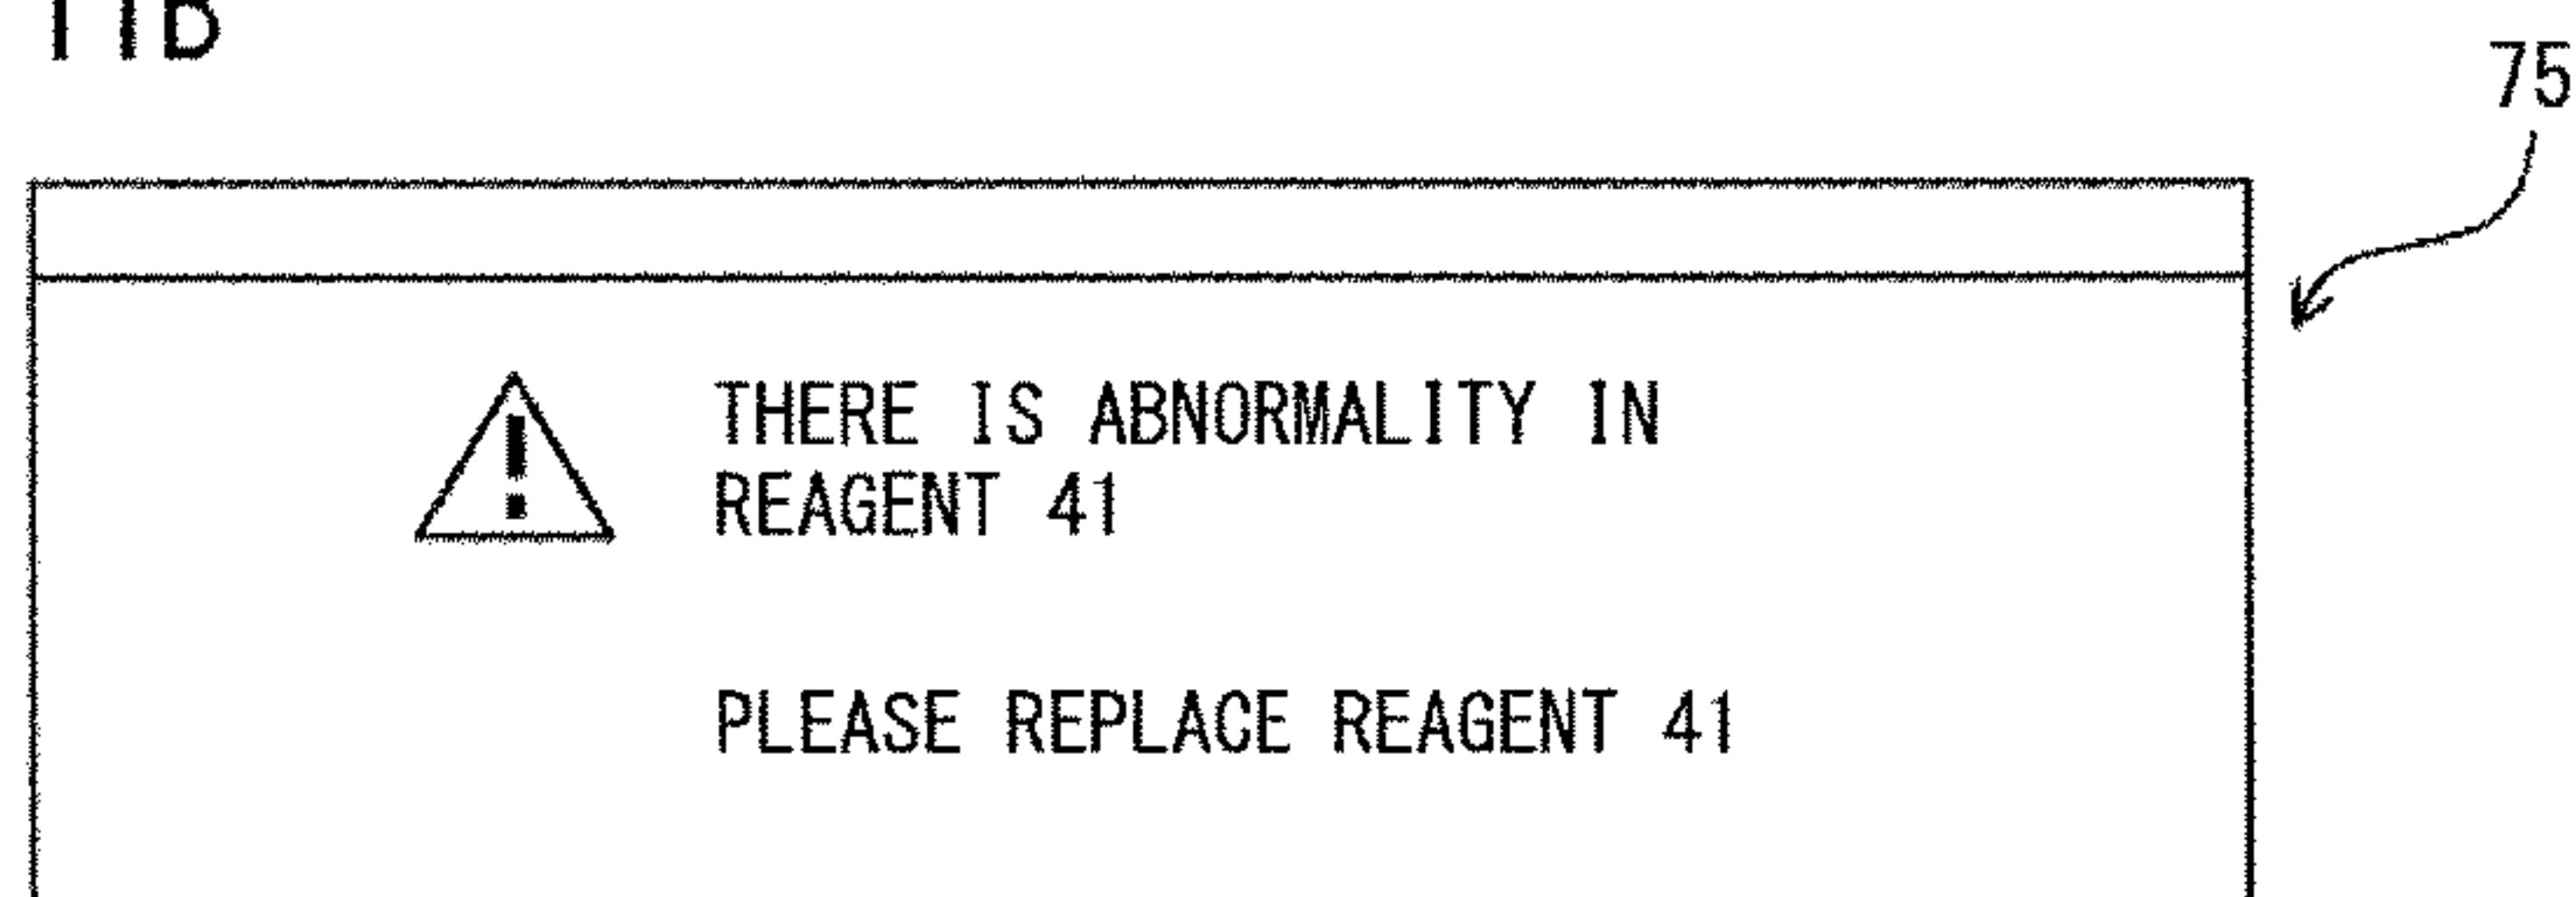 11B
75
THERE IS ABNORMALITY IN
REAGENT 41
PLEASE REPLACE REAGENT 41